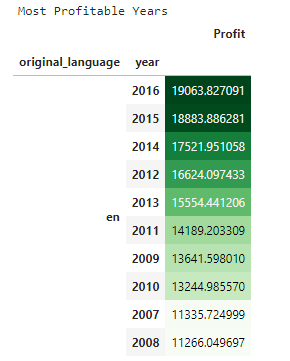 Most Profitable Years
Profit
original_language year
2016 19063.827091
2015 18883.886281
2014 17521.951058
2012 16624.097433
2013 15554.441206
en
2011 14189.203309
2009 13641.598010
2010 13244.985570
2007 11335.724999
2008 11266.049697